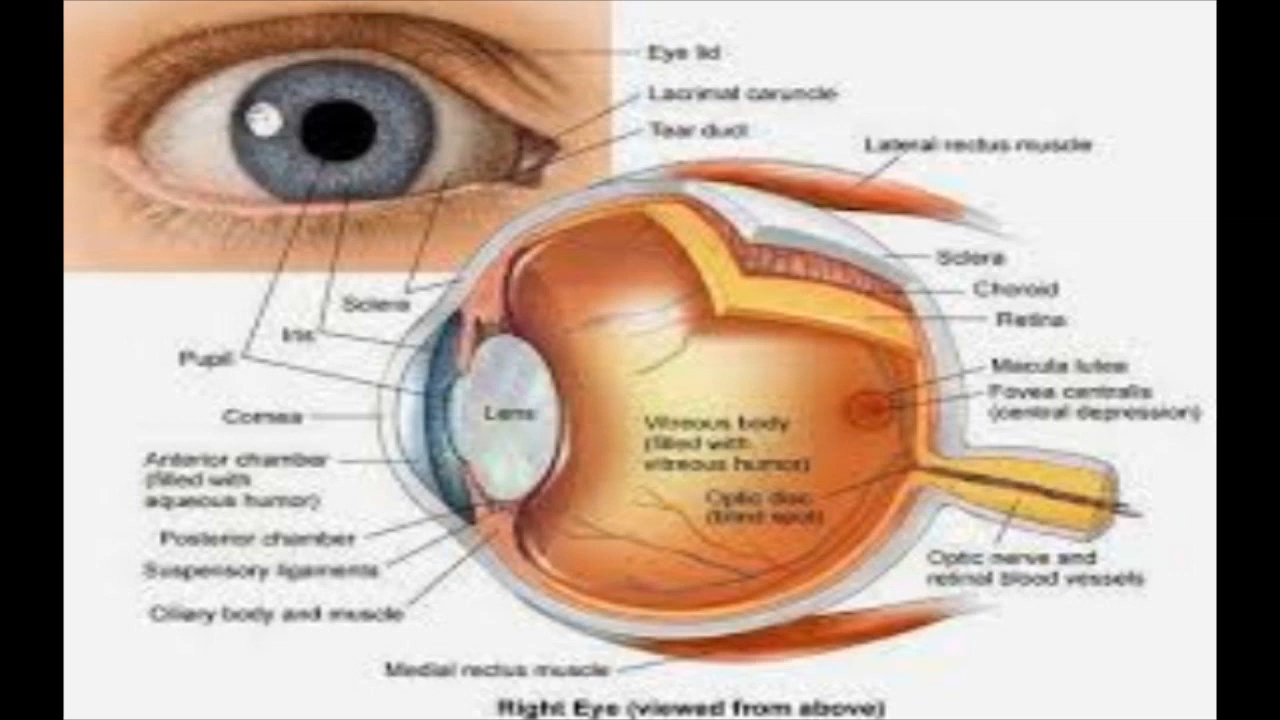 Eye lid
Lacrimal caruncle
Tear duct
Lateral rectus muscle
Sclera
Choroid
Retina
Macula lutea
Fovea centralis
(central depression)
Sclera
Iris
Pupil
Cornea
Lens
Anterior chamber
(filled with
aqueous humor)
Vitreous body
(filled with
vitreous humor)
Optic disc
(blind spot)
Posterior chamber
Suspensory ligaments
Ciliary body and muscle
Optic nerve and
retinal blood vessels
Medial rectus muscle
Right Eye (viewed from above)